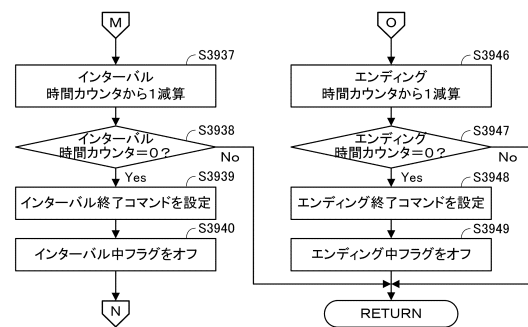 M
S3937
インターバル
時間カウンタから1減算
S3938
インターバル
時間カウンタ=0?
No
Yes
S3939
インターバル終了コマンドを設定
S3940
インターバル中フラグをオフ
N
O
S3946
エンディング
時間カウンタから1減算
S3947
エンディング
時間カウンタ=0?
No
Yes
S3948
エンディング終了コマンドを設定
S3949
エンディング中フラグをオフ
RETURN